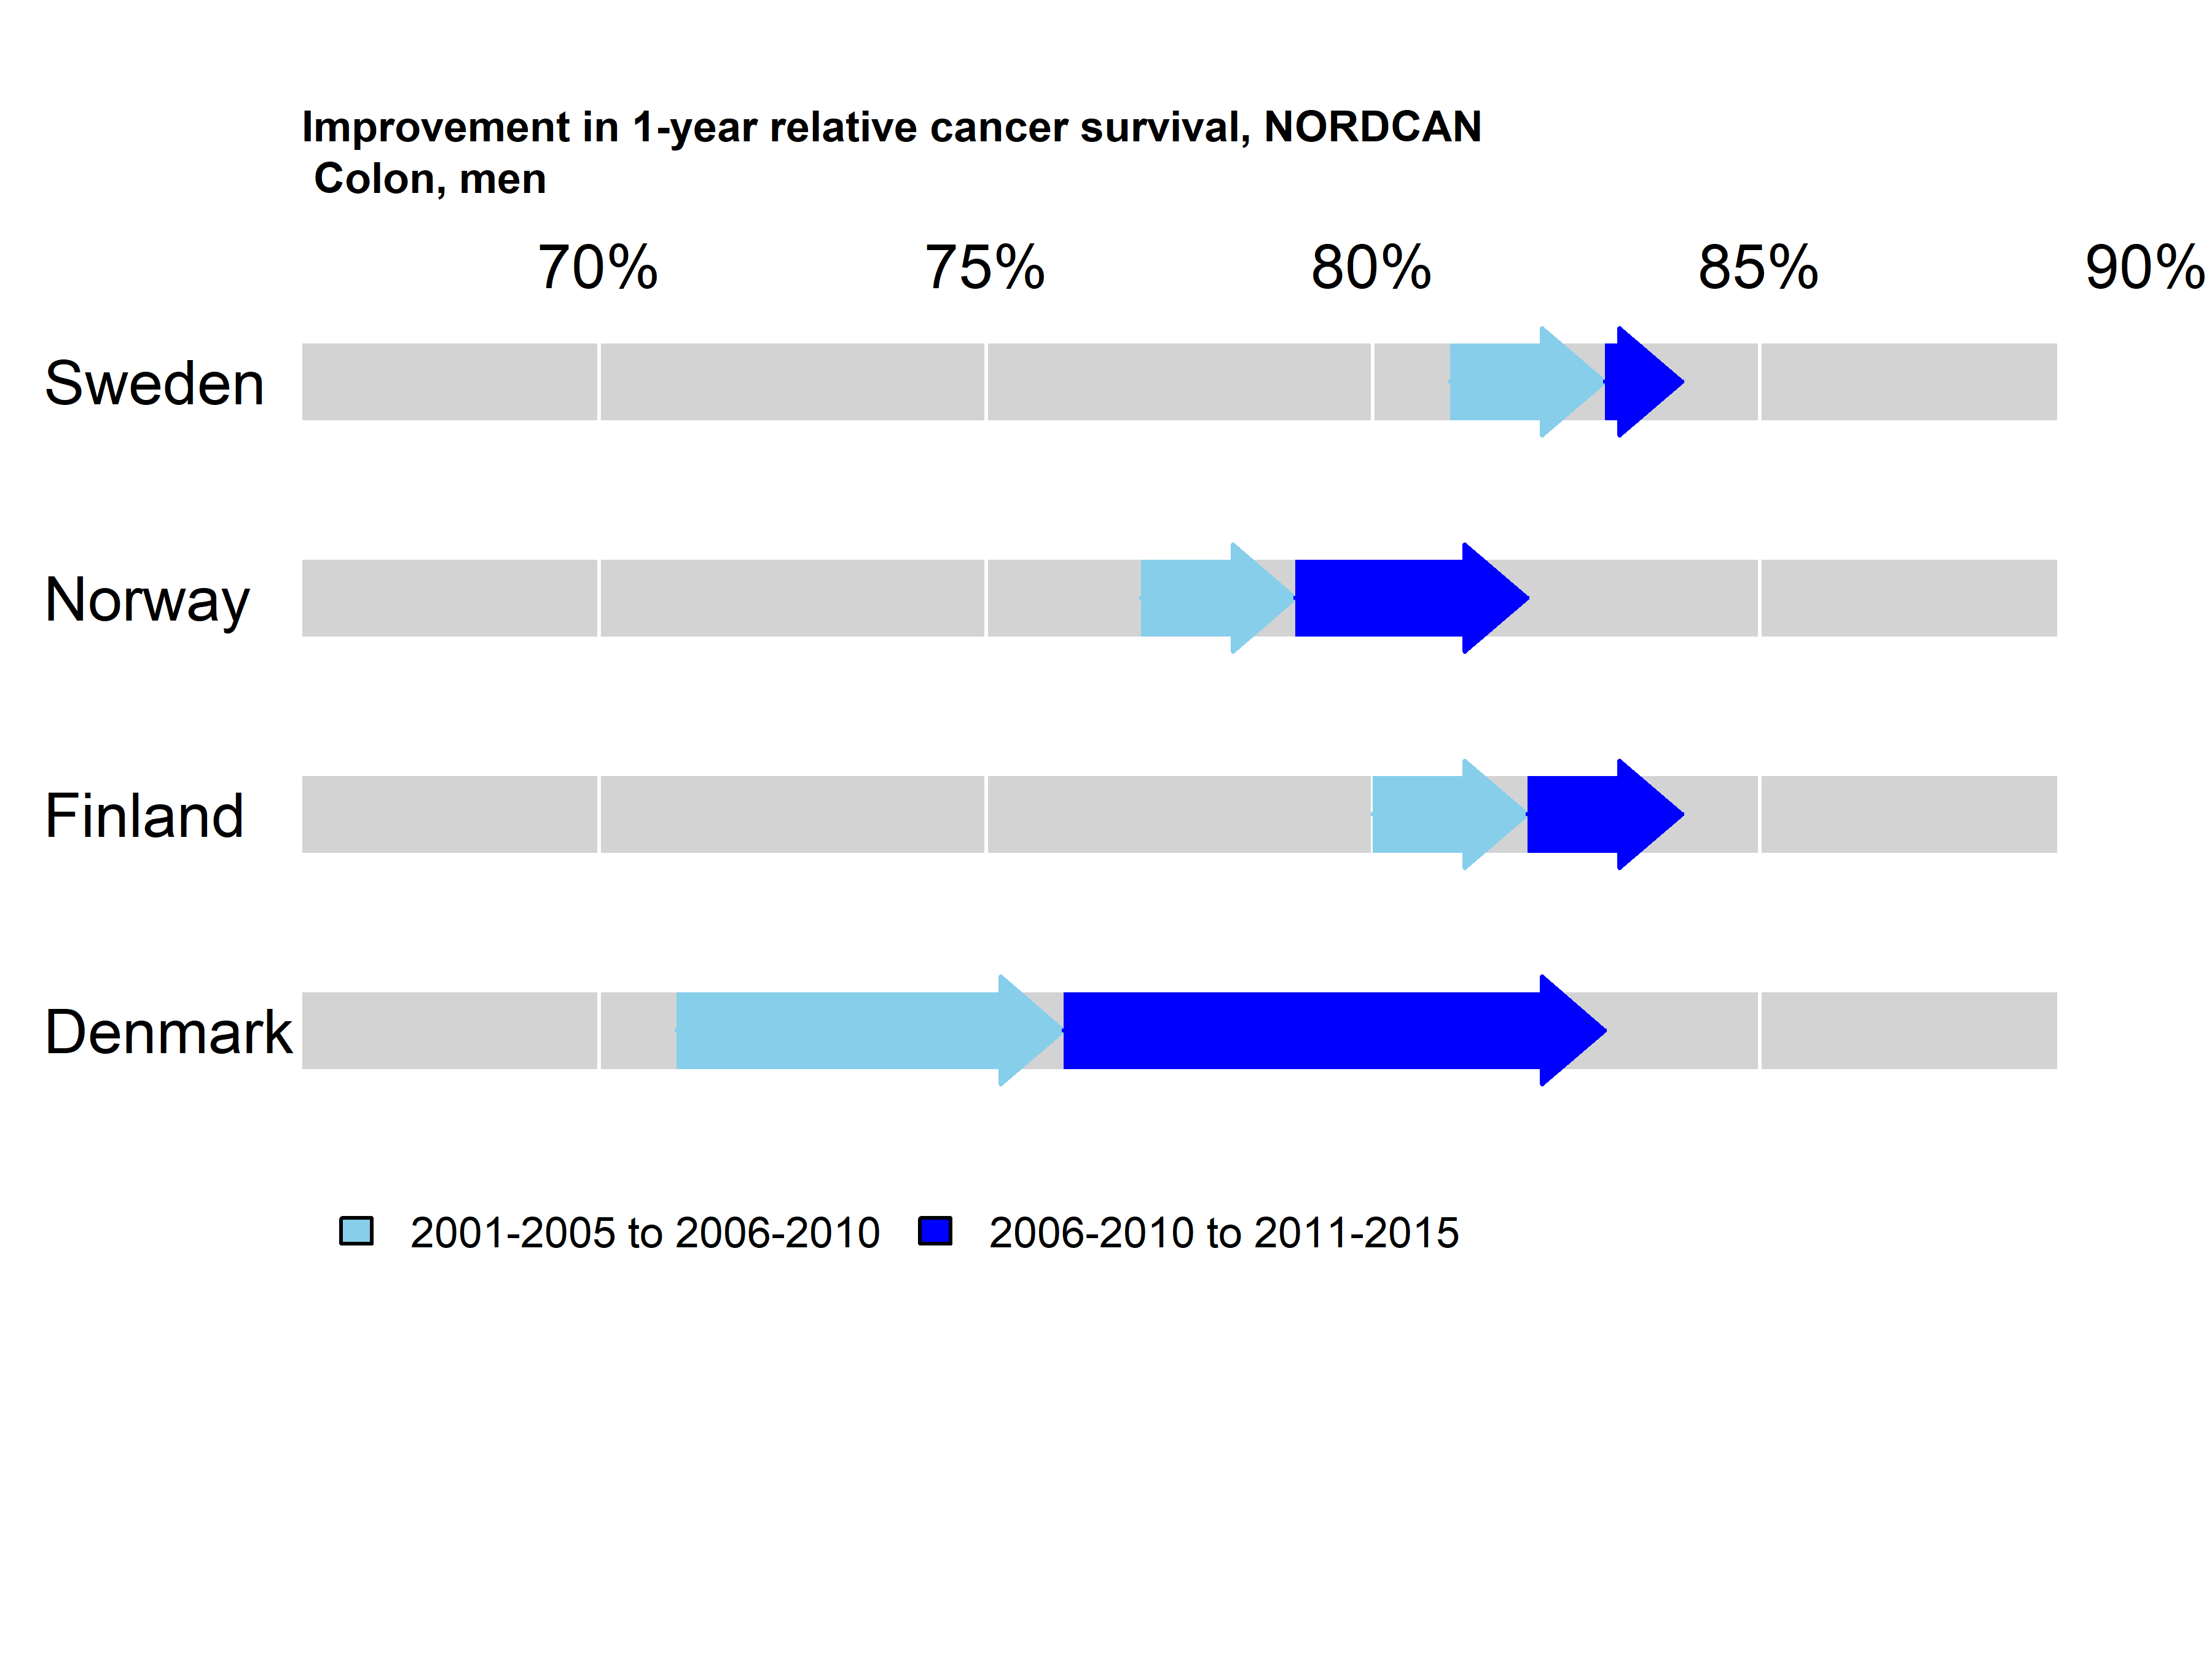 Improvement in 1-year relative cancer survival, NORDCAN
Colon, men
70% 75% 80% 85% 90%
Sweden
Norway
Finland
Denmark
2001-2005 to 2006-2010 2006-2010 to 2011-2015